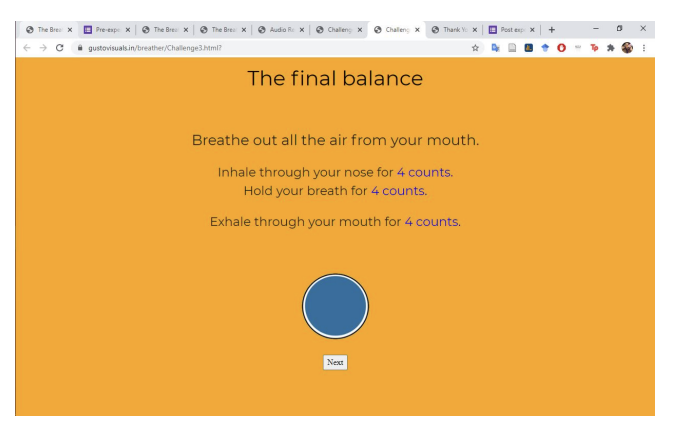 The Brea
Pre-expe
The Brea
The Brea
Audio Re
Challeng
Challeng
Thank Yo
Post exp
gustovisuals.in/breather/Challenge3.html?
The final balance
Breathe out all the air from your mouth.
Inhale through your nose for 4 counts.
Hold your breath for 4 counts.
Exhale through your mouth for 4 counts.
Next